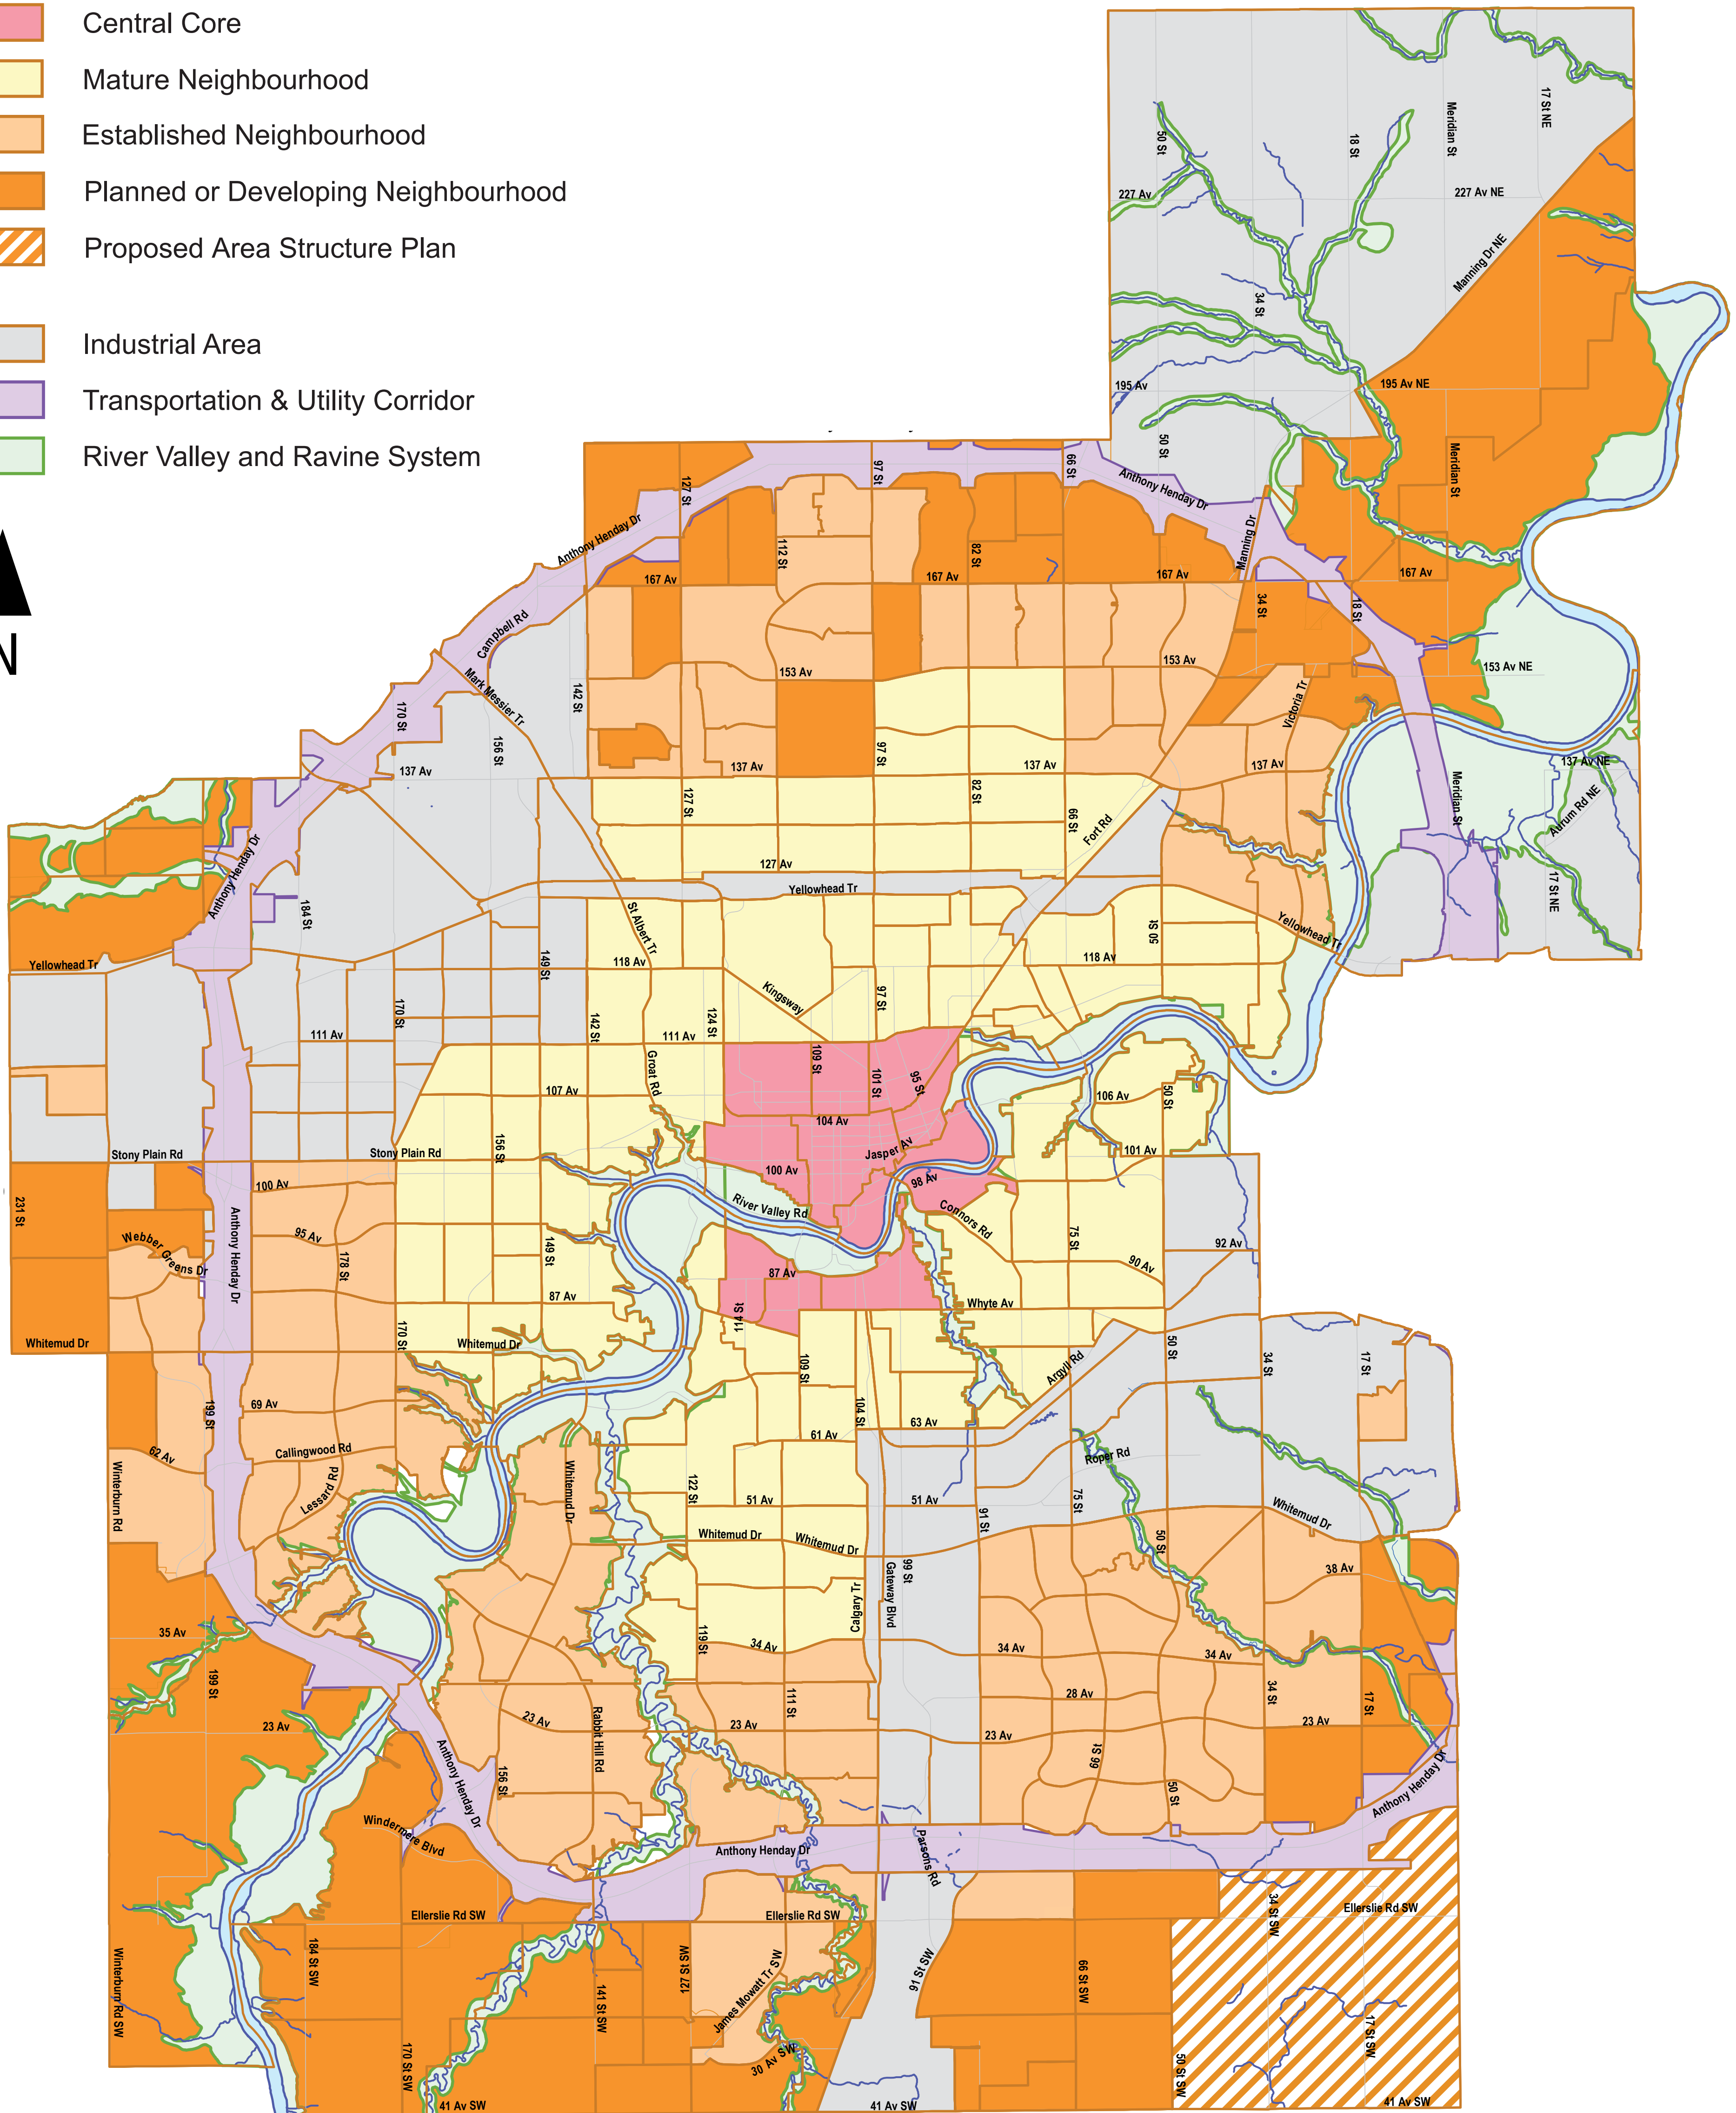 Central Core
Mature Neighbourhood
Established Neighbourhood
Planned or Developing Neighbourhood
Proposed Area Structure Plan
Industrial Area
Transportation & Utility Corridor
River Valley and Ravine System
17 St NE
Meridian St
50 St
18 St
227 Av
227 Av NE
Manning Dr NE
34 St
195 Av
195 Av NE
50 St
Meridian St
97 St
66 St
127 St
Anthony Henday Dr
Anthony Henday Dr
Manning Dr
112 St
82 St
167 Av
167 Av
167 Av
167 Av
34 St
18 St
Campbell Rd
153 Av
153 Av
153 Av NE
Mark Messier Tr
142 St
Victoria Tr
170 St
156 St
97 St
137 Av
137 Av
137 Av
137 Av
137 Av NE
Meridian St
127 St
82 St
66 St
Fort Rd
Aurum Rd NE
127 Av
Anthony Henday Dr
Yellowhead Tr
184 St
17 St NE
St Albert Tr
50 St
Yellowhead Tr
118 Av
118 Av
Yellowhead Tr
149 St
Kingsway
97 St
170 St
142 St
124 St
111 Av
111 Av
109 St
101 St
95 St
Groat Rd
107 Av
106 Av
50 St
104 Av
156 St
Stony Plain Rd
Stony Plain Rd
Jasper Av
101 Av
100 Av
98 Av
100 Av
231 St
River Valley Rd
Connors Rd
Anthony Henday Dr
95 Av
Webber Greens Dr
178 St
149 St
75 St
92 Av
90 Av
87 Av
87 Av
Whyte Av
114 St
Whitemud Dr
170 St
Whitemud Dr
109 St
Argyll Rd
50 St
34 St
17 St
69 Av
199 St
104 St
63 Av
61 Av
62 Av
Callingwood Rd
Roper Rd
Winterburn Rd
Lessard Rd
Whitemud Dr
122 St
51 Av
51 Av
75 St
91 St
Whitemud Dr
Whitemud Dr
Whitemud Dr
50 St
99 St
Gateway Blvd
38 Av
Calgary Tr
35 Av
119 St
34 Av
34 Av
34 Av
199 St
111 St
28 Av
34 St
17 St
23 Av
23 Av
Rabbit Hill Rd
23 Av
23 Av
23 Av
Anthony Henday Dr
156 St
66 St
50 St
Anthony Henday Dr
Windermere Blvd
Anthony Henday Dr
Parsons Rd
Ellerslie Rd SW
Ellerslie Rd SW
34 St SW
Ellerslie Rd SW
Winterburn Rd SW
184 St SW
127 St SW
James Mowatt Tr SW
91 St SW
66 St SW
141 St SW
17 St SW
170 St SW
30 Av SW
50 St SW
41 Av SW
41 Av SW
41 Av SW